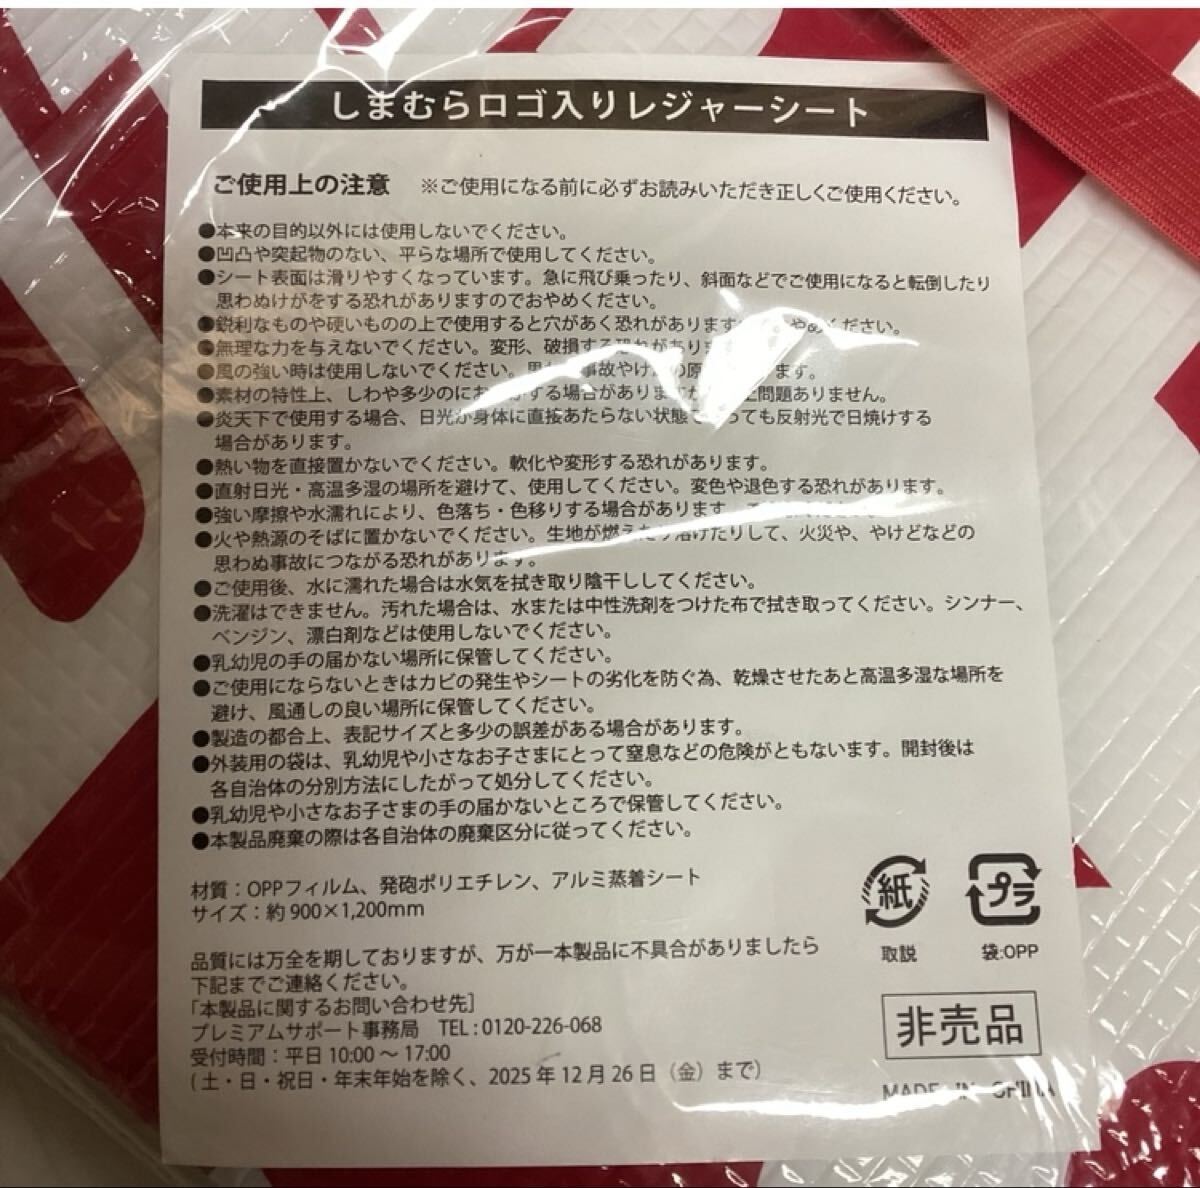 しまむらロゴ入りレジャーシート
ご使用上の注意 ※ご使用になる前に必ずお読みいただき正しくご使用ください。
●本来の目的以外には使用しないでください。
●凹凸や突起物のない、平らな場所で使用してください。
●シート表面は滑りやすくなっています。急に飛び乗ったり、斜面などでご使用になると転倒したり
思わぬけがをする恐れがありますのでおやめください。
●鋭利なものや硬いものの上で使用すると穴があく恐れがあります やめください。
●無理な力を与えないでください。変形、破損する恐れがあります
●風の強い時は使用しないでください。 事故やけ の原 ます。
●素材の特性上、しわや多少のにお する場合がありますが 上問題ありません。
●炎天下で使用する場合、日光が身体に直接あたらない状態 っても反射光で日焼けする
場合があります。
●熱い物を直接置かないでください。軟化や変形する恐れがあります。
●直射日光・高温多湿の場所を避けて、使用してください。変色や退色する恐れがあります。
●強い摩擦や水濡れにより、色落ち・色移りする場合があります。
●火や熱源のそばに置かないでください。生地が燃えたり溶けたりして、火災や、やけどなどの
思わぬ事故につながる恐れがあります。
●ご使用後、水に濡れた場合は水気を拭き取り陰干ししてください。
●洗濯はできません。汚れた場合は、水または中性洗剤をつけた布で拭き取ってください。シンナー、
ベンジン、漂白剤などは使用しないでください。
●乳幼児の手の届かない場所に保管してください。
●ご使用にならないときはカビの発生やシートの劣化を防ぐ為、乾燥させたあと高温多湿な場所を
避け、風通しの良い場所に保管してください。
●製造の都合上、表記サイズと多少の誤差がある場合があります。
●外装用の袋は、乳幼児や小さなお子さまにとって窒息などの危険がともないます。開封後は
各自治体の分別方法にしたがって処分してください。
●乳幼児や小さなお子さまの手の届かないところで保管してください。
●本製品廃棄の際は各自治体の廃棄区分に従ってください。
材質：OPPフィルム、発砲ポリエチレン、アルミ蒸着シート
サイズ：約900×1,200mm
紙
取説
プラ
袋:OPP
品質には万全を期しておりますが、万が一本製品に不具合がありましたら
下記までご連絡ください。
「本製品に関するお問い合わせ先］
プレミアムサポート事務局 TEL：0120-226-068
受付時間：平日 10:00 〜 17:00
(土・日・祝日・年末年始を除く、2025年12月26日（金）まで)
非売品
MADE IN CHINA